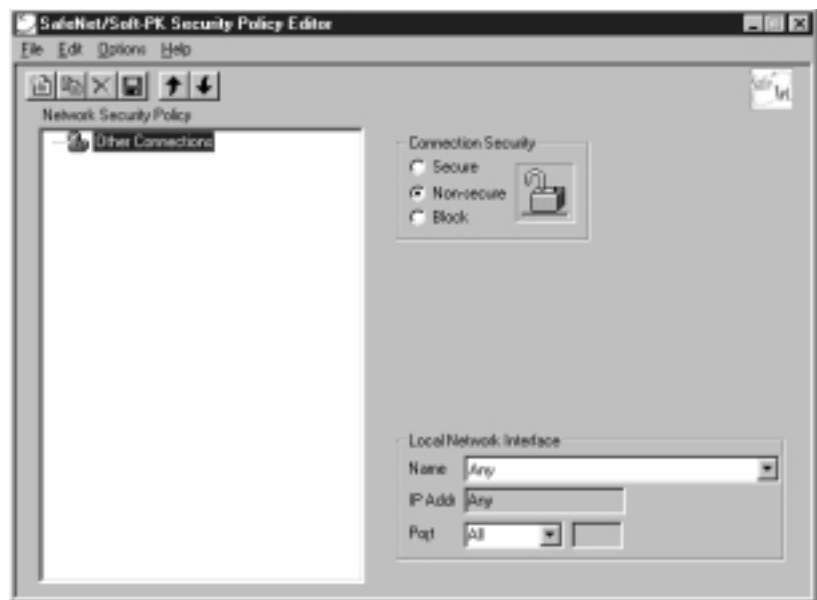 SafeNet/Soft-PK Security Policy Editor
File Edit Options Help
Network Security Policy
Other Connections
Connection Security
Secure
Non-secure
Block
Local Network Interface
Name Any
IP Addr Any
Port All